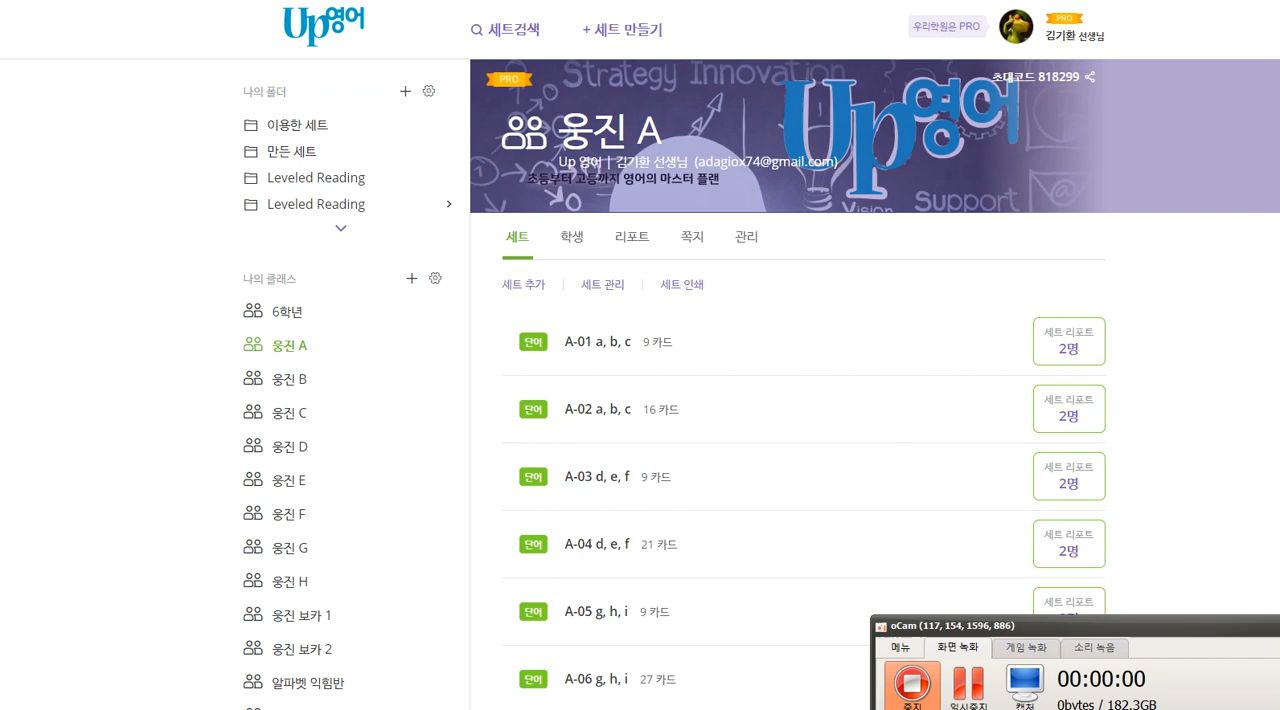 Up영어
세트검색
+ 세트 만들기
우리학원은 PRO
PRO
김기환 선생님
나의 폴더
이용한 세트
만든 세트
Leveled Reading
Leveled Reading
나의 클래스
6학년
웅진 A
웅진 B
웅진 C
웅진 D
웅진 E
웅진 F
웅진 G
웅진 H
웅진 보카 1
웅진 보카 2
알파벳 익힘반
PRO
Strategy Innovation
초대코드 818299
Up영어
웅진 A
Up 영어 | 김기환 선생님 (adagiox74@gmail.com)
초등부터 고등까지 영어의 마스터 플랜
Vision
Support
세트
학생
리포트
쪽지
관리
세트 추가
세트 관리
세트 인쇄
단어 A-01 a, b, c 9 카드
세트 리포트
2명
단어 A-02 a, b, c 16 카드
세트 리포트
2명
단어 A-03 d, e, f 9 카드
세트 리포트
2명
단어 A-04 d, e, f 21 카드
세트 리포트
2명
단어 A-05 g, h, i 9 카드
세트 리포트
단어 A-06 g, h, i 27 카드
oCam (117, 154, 1596, 886)
메뉴
화면 녹화
게임 녹화
소리 녹음
중지
일시중지
캡처
00:00:00
0bytes / 182.3GB